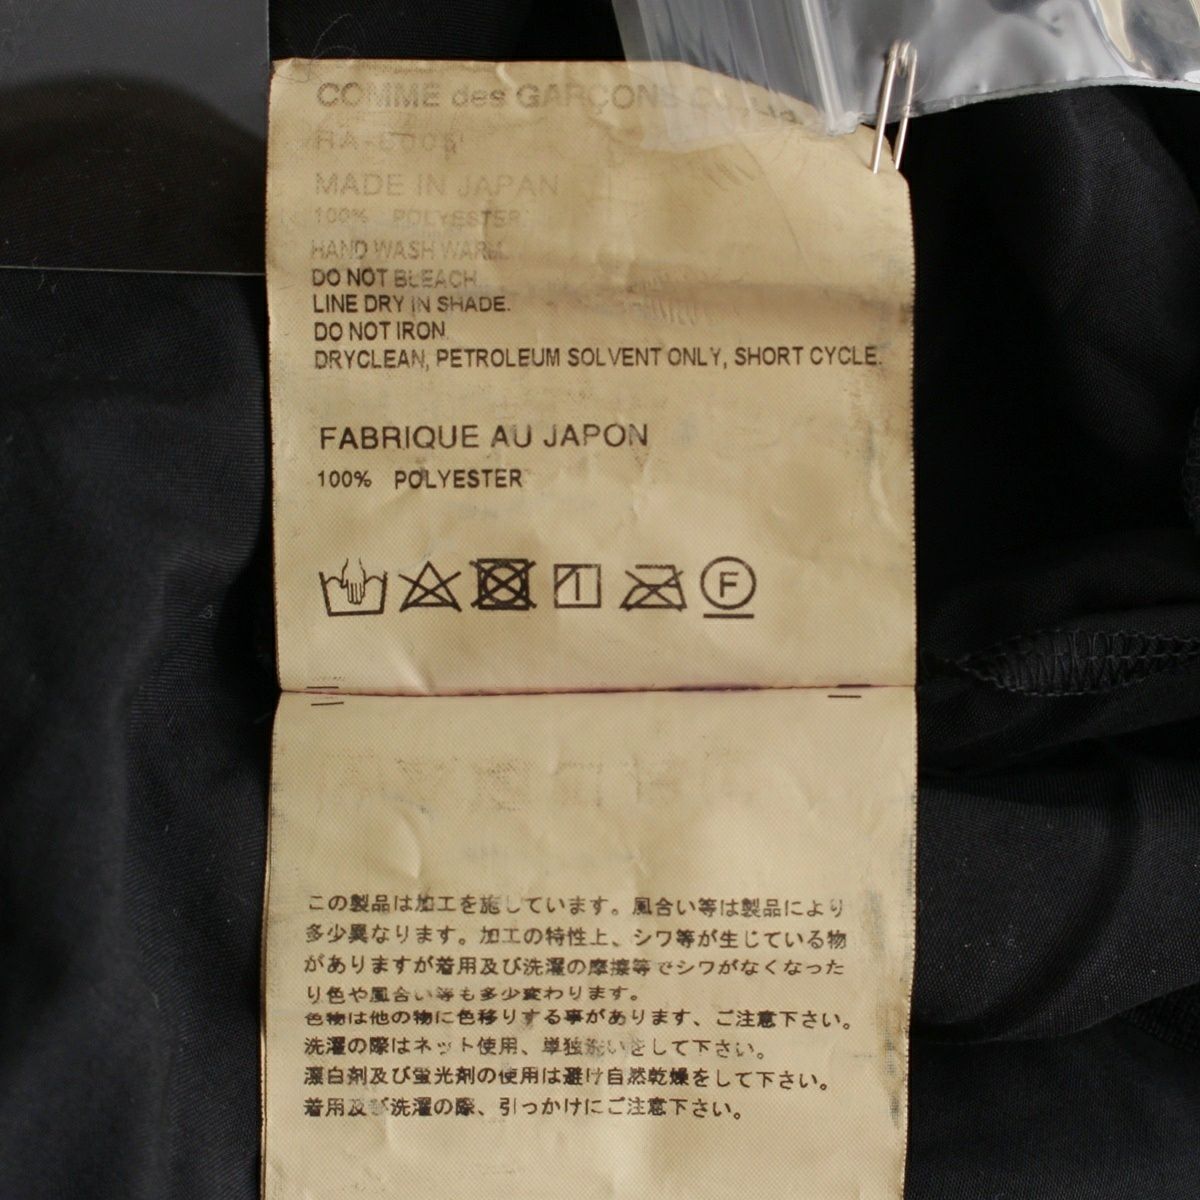 COMME des GARÇONS Co., Ltd.
MADE IN JAPAN
100% POLYESTER
HAND WASH WARM.
DO NOT BLEACH.
LINE DRY IN SHADE.
DO NOT IRON.
DRYCLEAN, PETROLEUM SOLVENT ONLY, SHORT CYCLE.
FABRIQUE AU JAPON
100% POLYESTER
F
この製品は加工を施しています。風合い等は製品により
多少異なります。加工の特性上、シワ等が生じている物
がありますが着用及び洗濯の摩擦等でシワがなくなった
り色や風合い等も多少変わります。
色物は他の物に色移りする事があります、ご注意下さい。
洗濯の際はネット使用、単独洗いをして下さい。
漂白剤及び蛍光剤の使用は避け自然乾燥をして下さい。
着用及び洗濯の際、引っかけにご注意下さい。